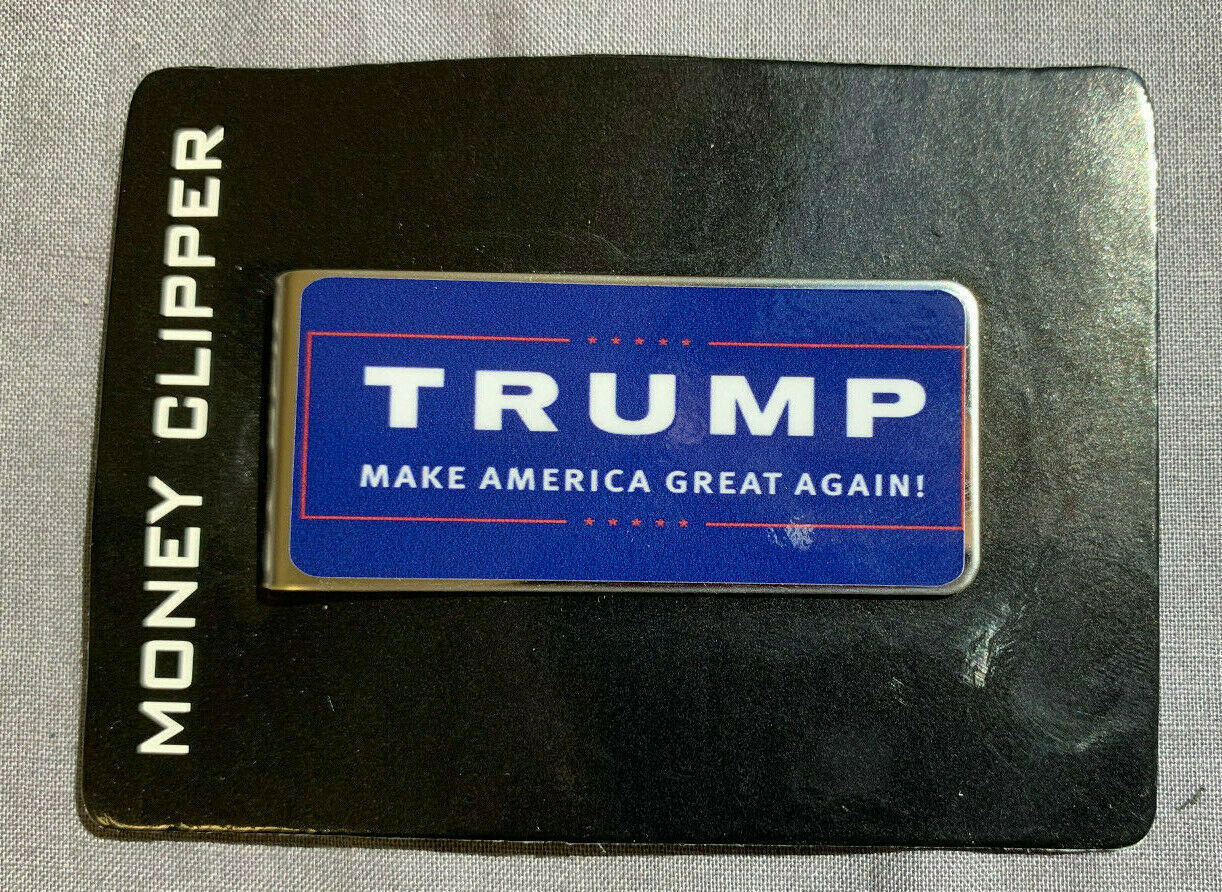 MONEY CLIPPER
TRUMP
MAKE AMERICA GREAT AGAIN!